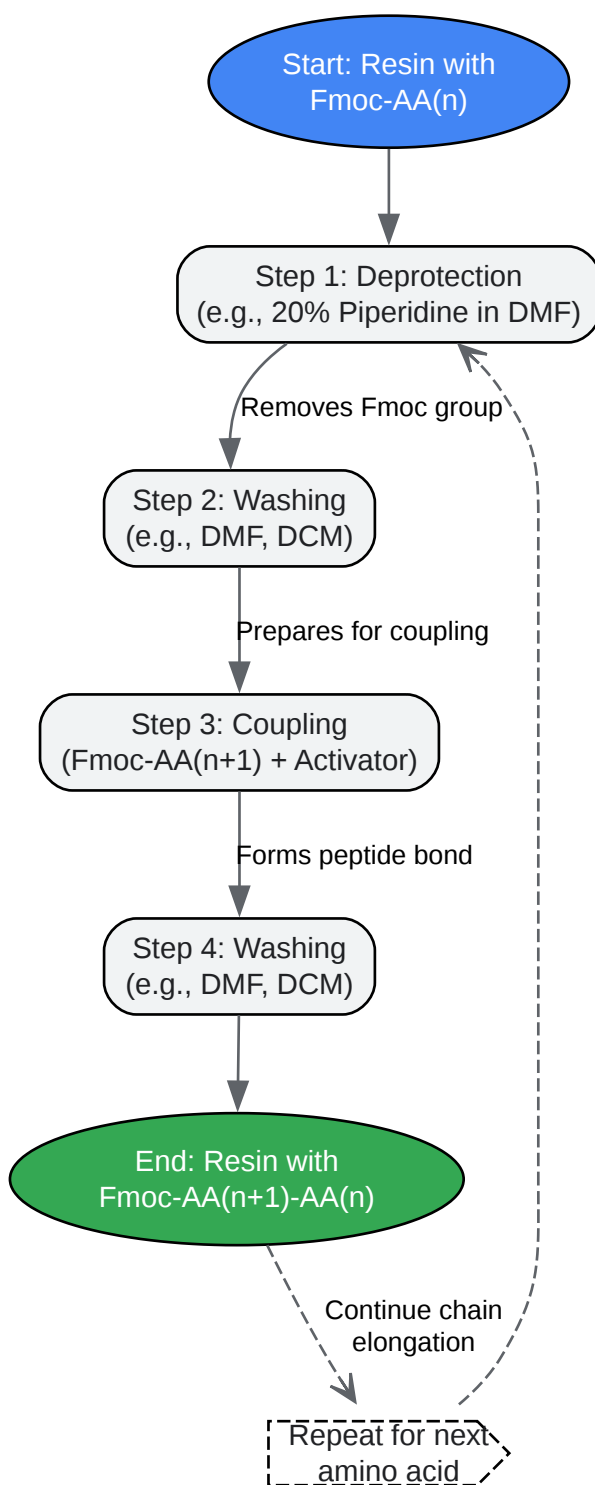 Start: Resin with
Fmoc-AA(n)
Step 1: Deprotection
(e.g., 20% Piperidine in DMF)
Removes Fmoc group
Step 2: Washing
(e.g., DMF, DCM)
Prepares for coupling
Step 3: Coupling
(Fmoc-AA(n+1) + Activator)
Forms peptide bond
Step 4: Washing
(e.g., DMF, DCM)
End: Resin with
Fmoc-AA(n+1)-AA(n)
Continue chain
elongation
Repeat for next
amino acid